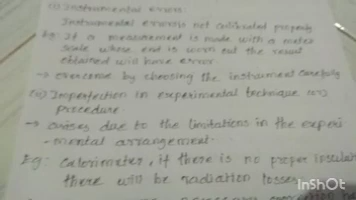 (i) Instrumental errors
Instrumental errors not calibrated properly
Eg: If a measurement is made with a meter
scale whose end is worn out the result
obtained will have error
→ overcome by choosing the instrument carefully
(ii) Imperfection in experimental technique (or)
procedure
→ arises due to the limitations in the experi
-mental arrangement.
Eg: Calorimeter, if there is no proper insulat
there will be radiation losses
InShOt